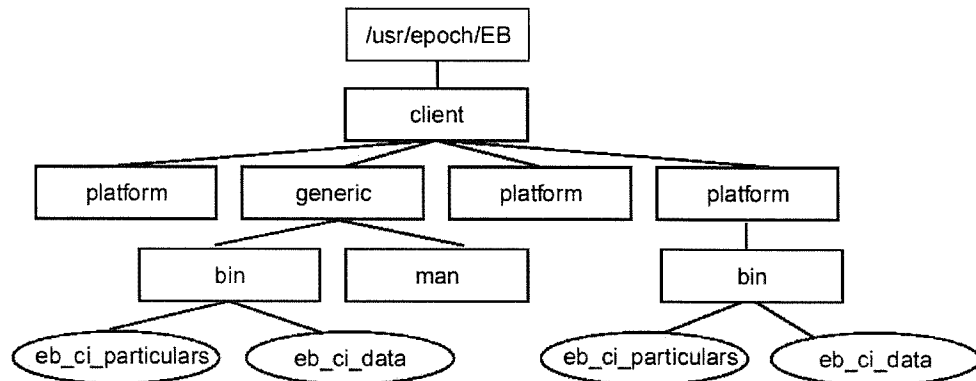 /usr/epoch/EB
client
platform
generic
platform
platform
bin
man
bin
eb_ci_particulars
eb_ci_data
eb_ci_particulars
eb_ci_data